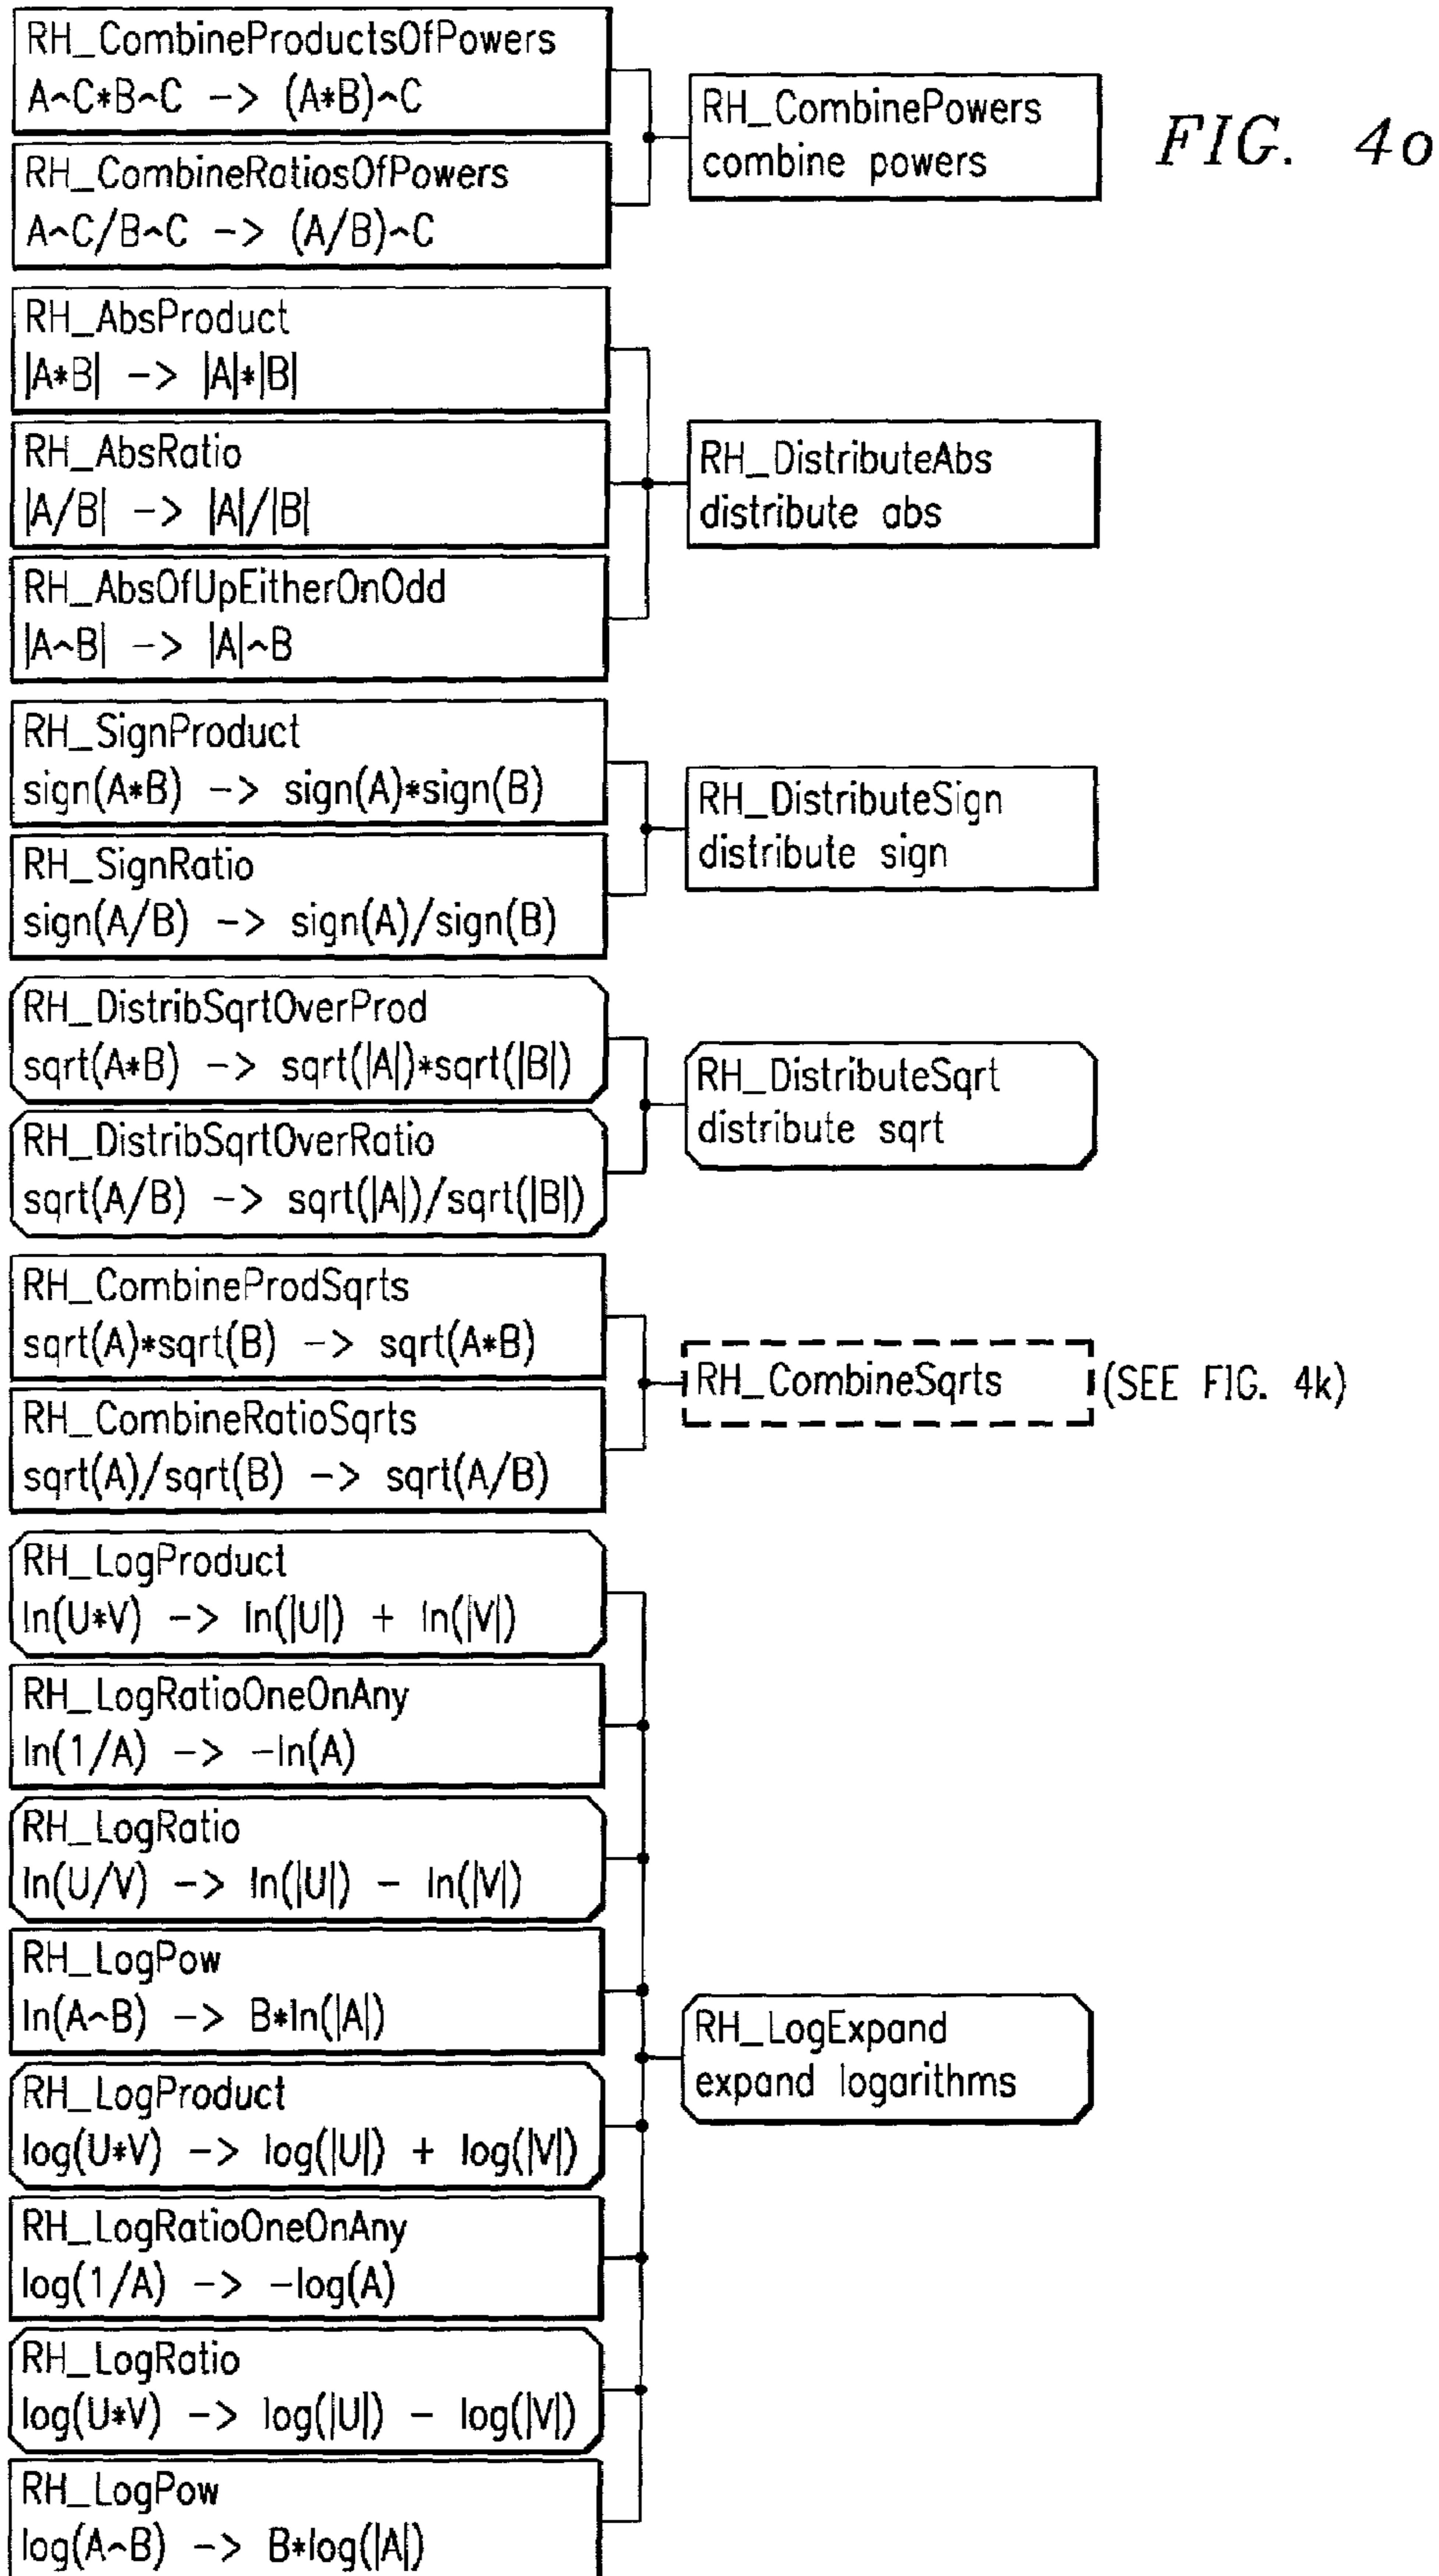 RH_CombineProductsOfPowers
A^C*B^C -> (A*B)^C
RH_CombineRatiosOfPowers
A^C/B^C -> (A/B)^C
RH_CombinePowers
combine powers
FIG. 4o
RH_AbsProduct
|A*B| -> |A|*|B|
RH_AbsRatio
|A/B| -> |A|/|B|
RH_AbsOfUpEitherOnOdd
|A^B| -> |A|^B
RH_DistributeAbs
distribute abs
RH_SignProduct
sign(A*B) -> sign(A)*sign(B)
RH_SignRatio
sign(A/B) -> sign(A)/sign(B)
RH_DistributeSign
distribute sign
RH_DistribSqrtOverProd
sqrt(A*B) -> sqrt(|A|)*sqrt(|B|)
RH_DistribSqrtOverRatio
sqrt(A/B) -> sqrt(|A|)/sqrt(|B|)
RH_DistributeSqrt
distribute sqrt
RH_CombineProdSqrts
sqrt(A)*sqrt(B) -> sqrt(A*B)
RH_CombineRatioSqrts
sqrt(A)/sqrt(B) -> sqrt(A/B)
RH_CombineSqrts (SEE FIG. 4k)
RH_LogProduct
ln(U*V) -> ln(|U|) + ln(|V|)
RH_LogRatioOneOnAny
ln(1/A) -> -ln(A)
RH_LogRatio
ln(U/V) -> ln(|U|) - ln(|V|)
RH_LogPow
ln(A^B) -> B*ln(|A|)
RH_LogProduct
log(U*V) -> log(|U|) + log(|V|)
RH_LogRatioOneOnAny
log(1/A) -> -log(A)
RH_LogRatio
log(U*V) -> log(|U|) - log(|V|)
RH_LogPow
log(A^B) -> B*log(|A|)
RH_LogExpand
expand logarithms